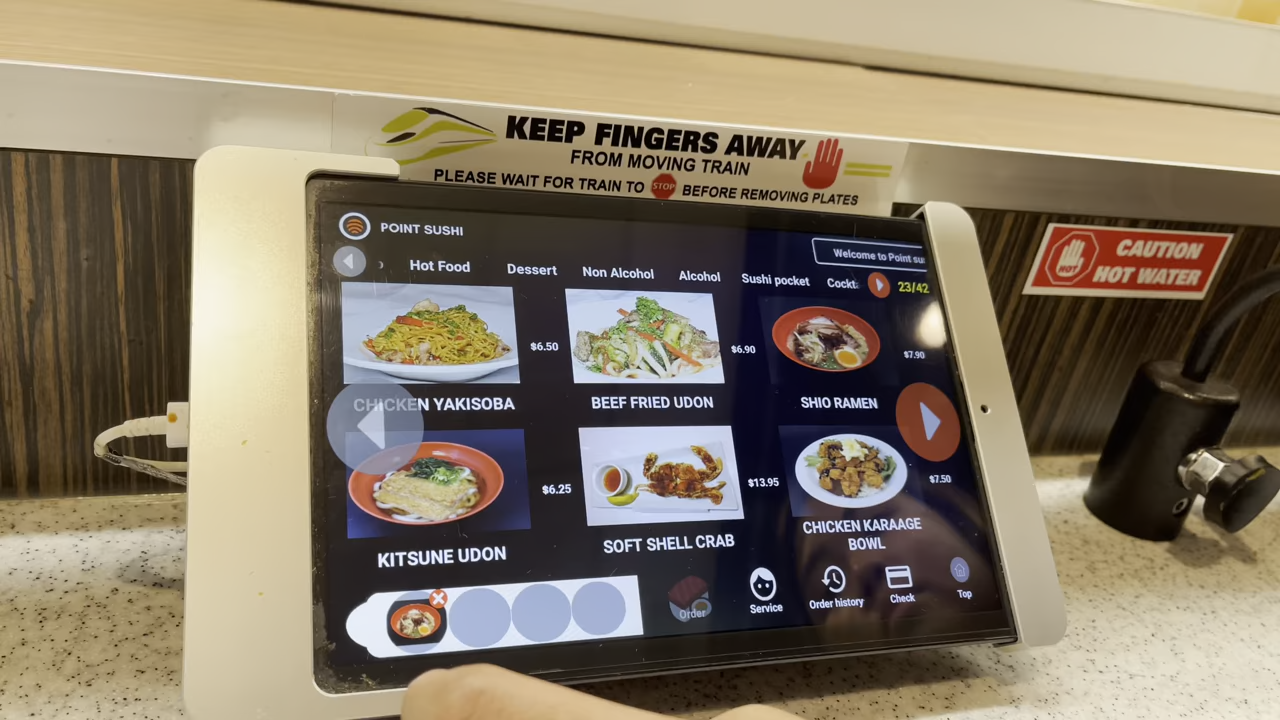 KEEP FINGERS AWAY
FROM MOVING TRAIN
PLEASE WAIT FOR TRAIN TO STOP BEFORE REMOVING PLATES
CAUTION
HOT WATER
HOT
POINT SUSHI
Welcome to Point su
Hot Food Dessert Non Alcohol Alcohol Sushi pocket Cockt 23/42
$6.50 $6.90 $7.90
CHICKEN YAKISOBA BEEF FRIED UDON SHIO RAMEN
$6.25 $13.95 $7.50
KITSUNE UDON SOFT SHELL CRAB CHICKEN KARAAGE
BOWL
Order Service Order history Check Top